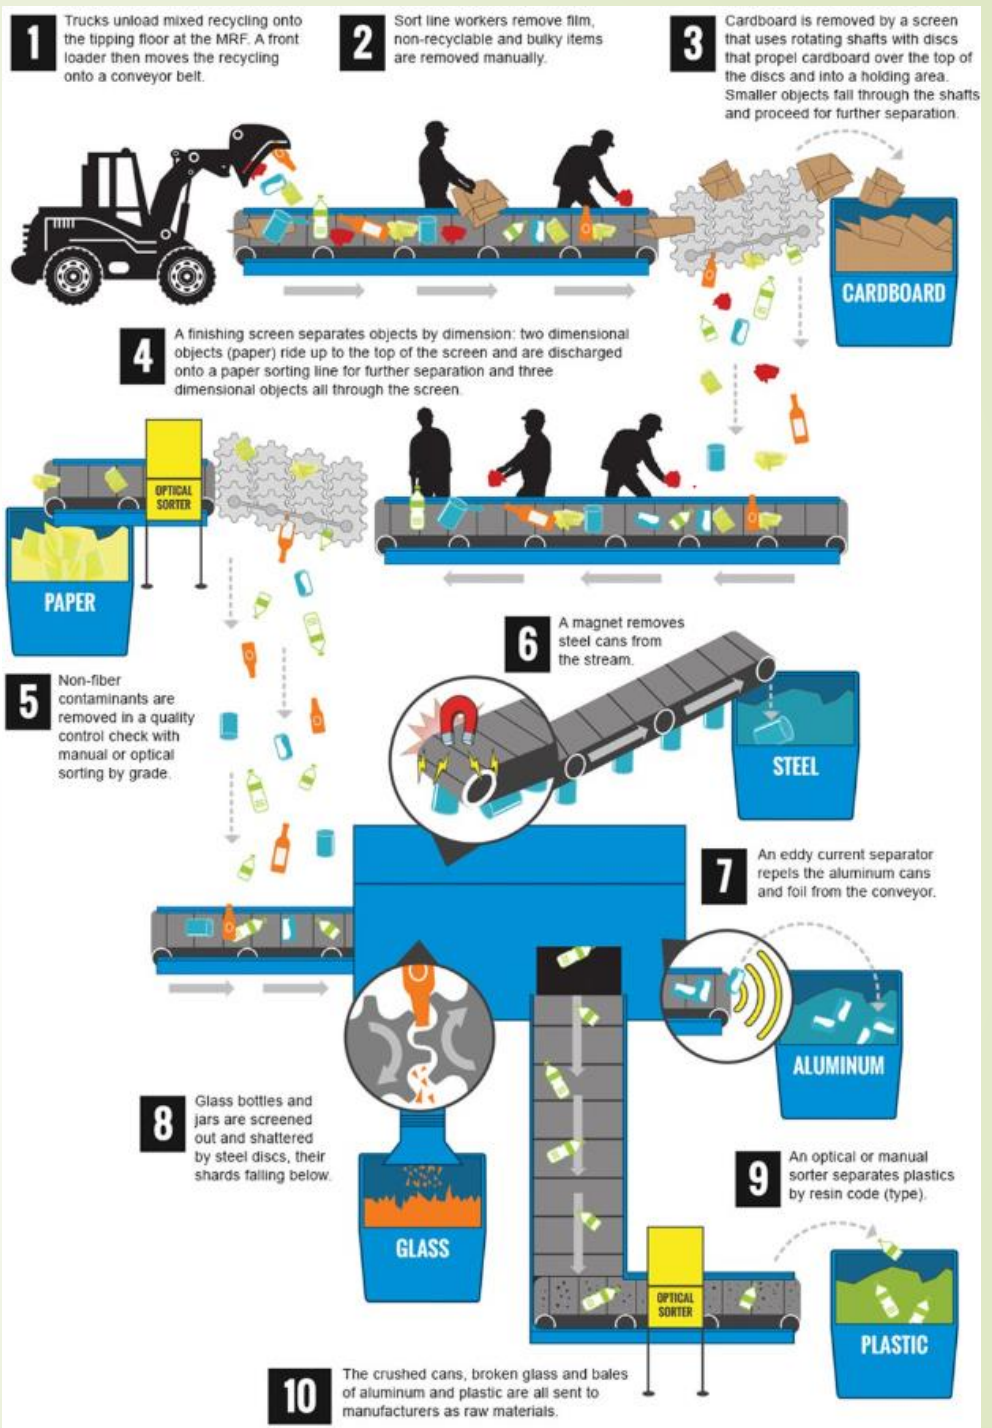 1
Trucks unload mixed recycling onto
the tipping floor at the MRF. A front
loader then moves the recycling
onto a conveyor belt.
2
Sort line workers remove film,
non-recyclable and bulky items
are removed manually.
3
Cardboard is removed by a screen
that uses rotating shafts with discs
that propel cardboard over the top of
the discs and into a holding area.
Smaller objects fall through the shafts
and proceed for further separation.
CARDBOARD
4
A finishing screen separates objects by dimension: two dimensional
objects (paper) ride up to the top of the screen and are discharged
onto a paper sorting line for further separation and three
dimensional objects all through the screen.
OPTICAL
SORTER
PAPER
5
Non-fiber
contaminants are
removed in a quality
control check with
manual or optical
sorting by grade.
6
A magnet removes
steel cans from
the stream.
STEEL
7
An eddy current separator
repels the aluminum cans
and foil from the conveyor.
ALUMINUM
8
Glass bottles and
jars are screened
out and shattered
by steel discs, their
shards falling below.
GLASS
9
An optical or manual
sorter separates plastics
by resin code (type).
OPTICAL
SORTER
PLASTIC
10
The crushed cans, broken glass and bales
of aluminum and plastic are all sent to
manufacturers as raw materials.